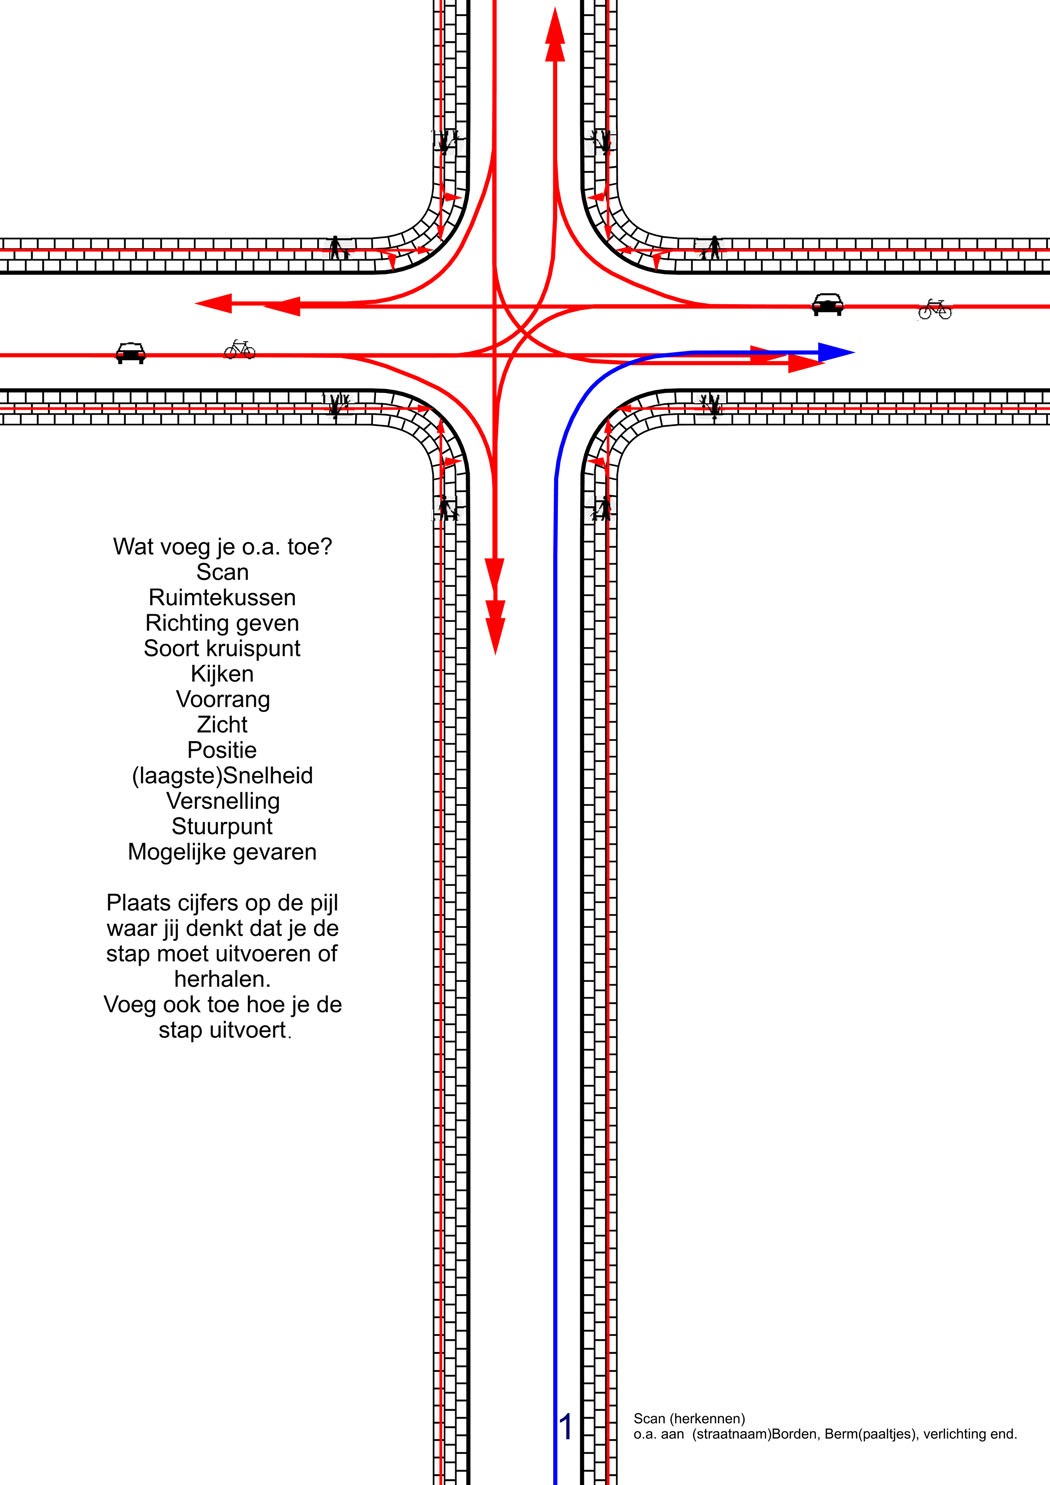 Wat voeg je o.a. toe?
Scan
Ruimtekussen
Richting geven
Soort kruispunt
Kijken
Voorrang
Zicht
Positie
(laagste)Snelheid
Versnelling
Stuurpunt
Mogelijke gevaren
Plaats cijfers op de pijl
waar jij denkt dat je de
stap moet uitvoeren of
herhalen.
Voeg ook toe hoe je de
stap uitvoert.
1
Scan (herkennen)
o.a. aan (straatnaam)Borden, Berm(paaltjes), verlichting end.